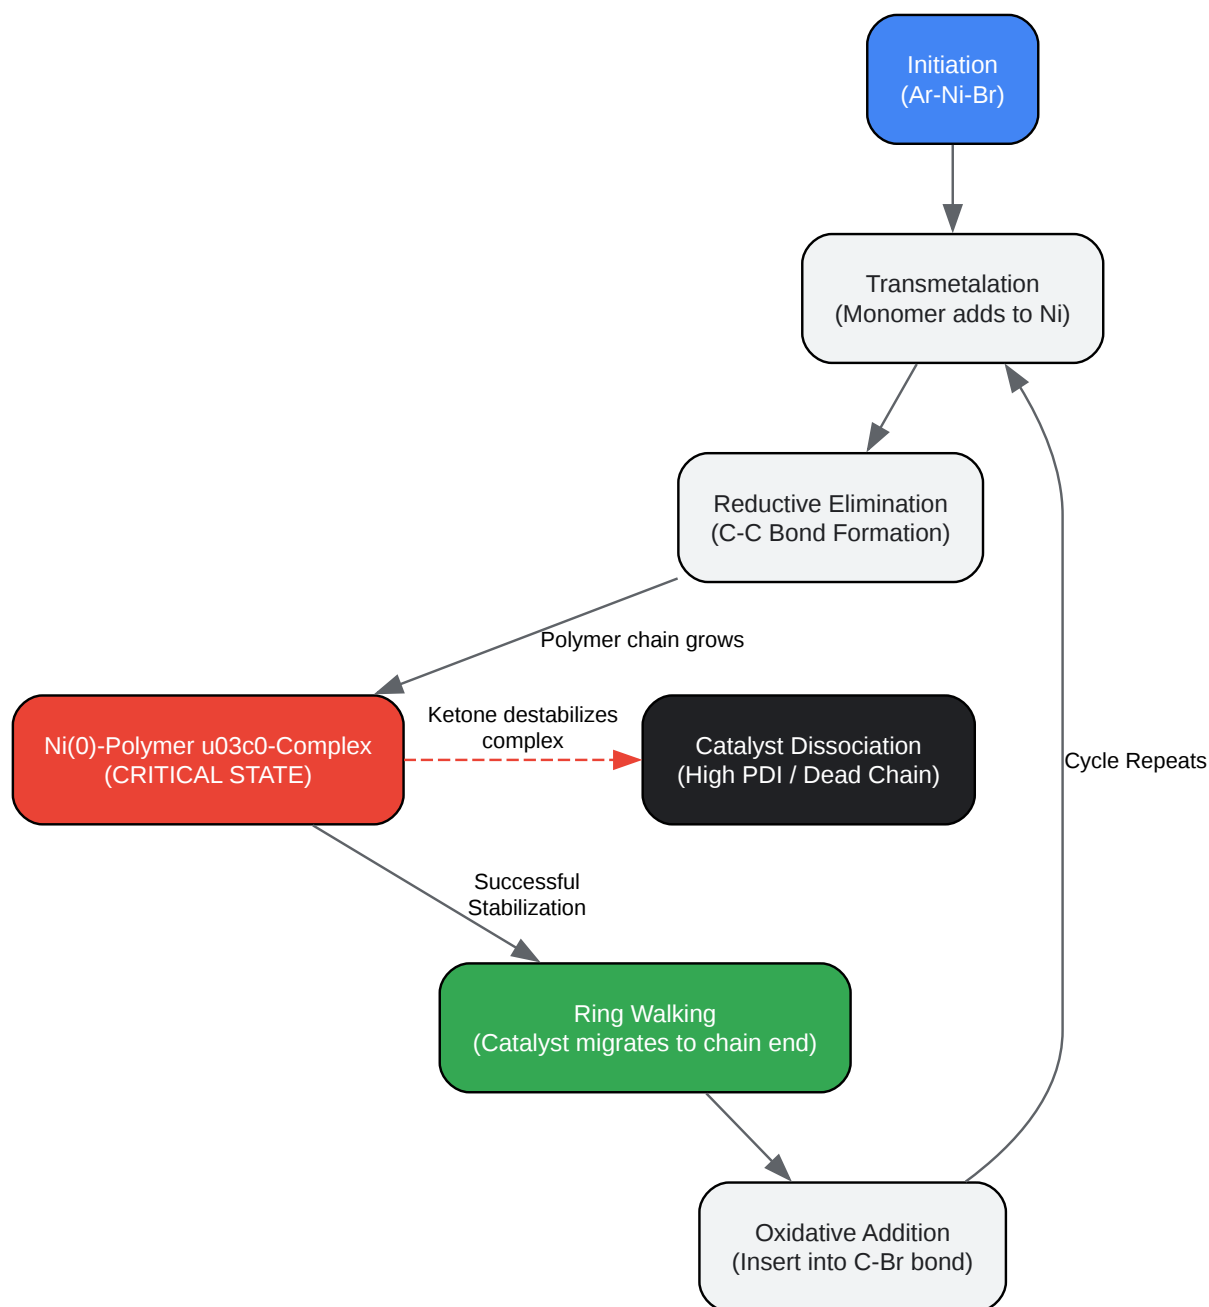 Initiation
(Ar-Ni-Br)
Transmetalation
(Monomer adds to Ni)
Reductive Elimination
(C-C Bond Formation)
Polymer chain grows
Ni(0)-Polymer u03c0-Complex
(CRITICAL STATE)
Ketone destabilizes
complex
Catalyst Dissociation
(High PDI / Dead Chain)
Cycle Repeats
Successful
Stabilization
Ring Walking
(Catalyst migrates to chain end)
Oxidative Addition
(Insert into C-Br bond)